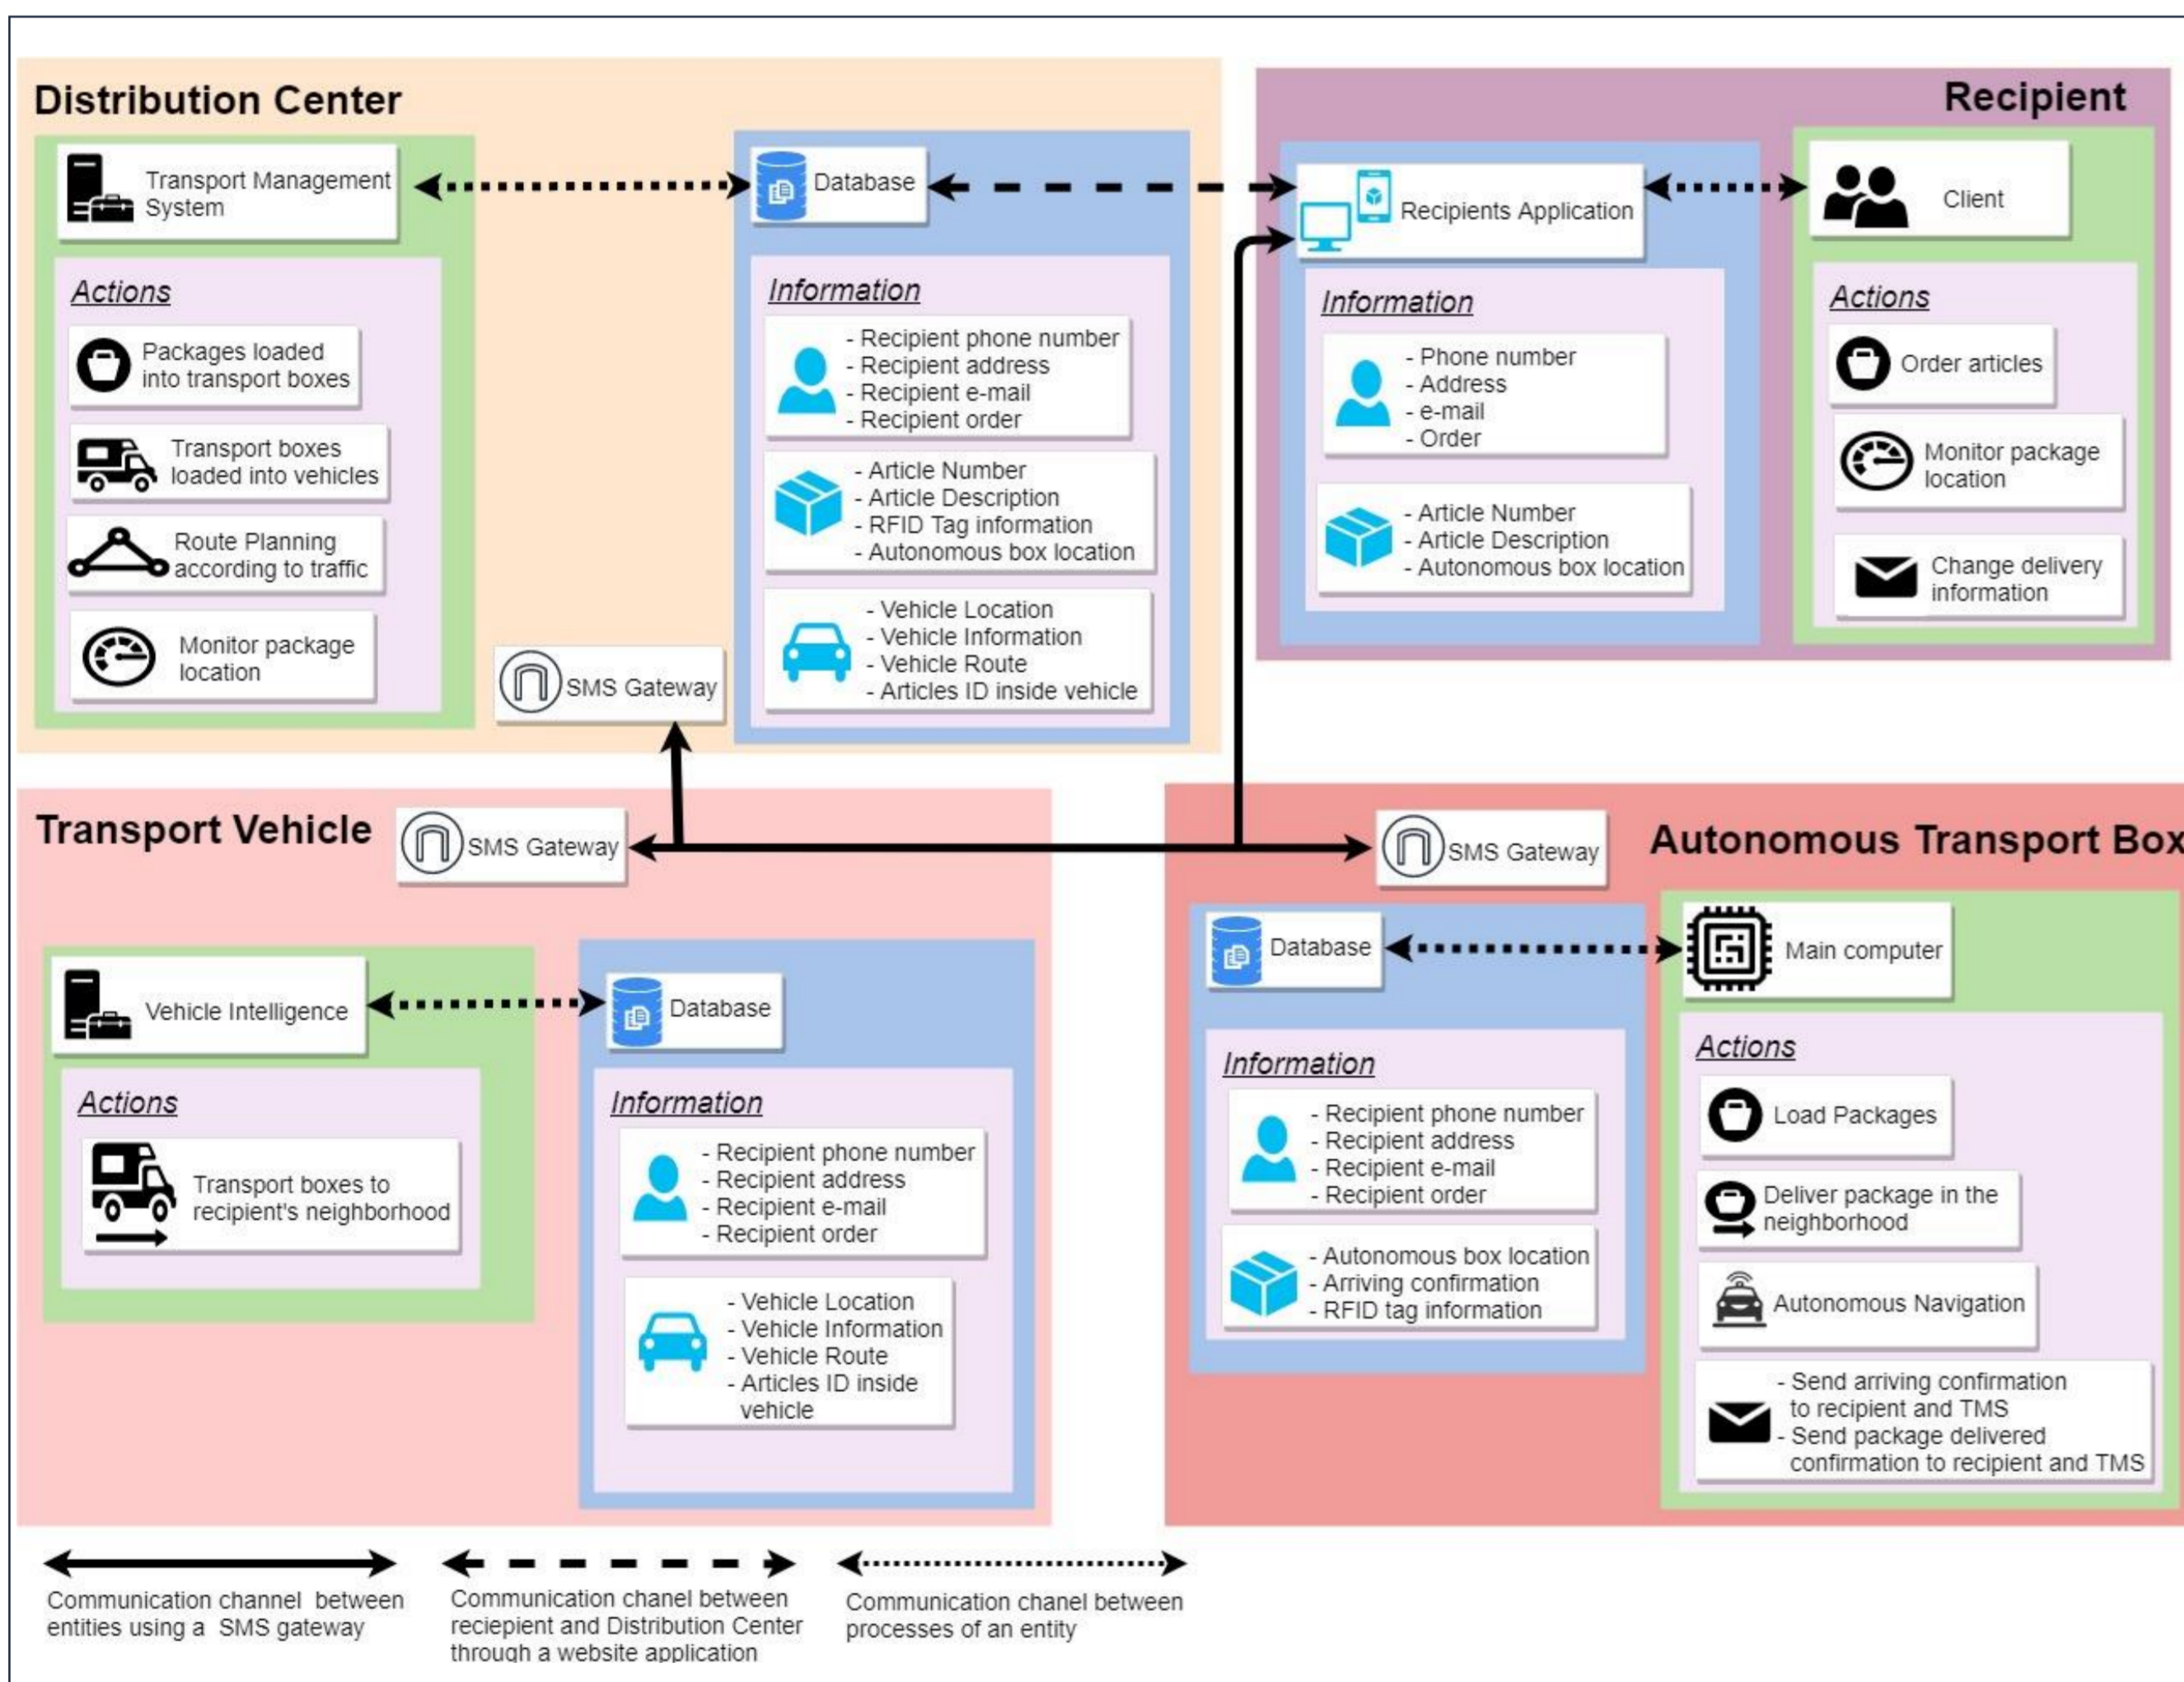 Distribution Center
Transport Management
System
Database
Actions
Packages loaded
into transport boxes
Transport boxes
loaded into vehicles
Route Planning
according to traffic
Monitor package
location
Information
- Recipient phone number
- Recipient address
- Recipient e-mail
- Recipient order
- Article Number
- Article Description
- RFID Tag information
- Autonomous box location
- Vehicle Location
- Vehicle Information
- Vehicle Route
- Articles ID inside vehicle
SMS Gateway
Recipient
Recipients Application
Client
Information
- Phone number
- Address
- e-mail
- Order
- Article Number
- Article Description
- Autonomous box location
Actions
Order articles
Monitor package
location
Change delivery
information
Transport Vehicle
SMS Gateway
Vehicle Intelligence
Database
Actions
Transport boxes to
recipient's neighborhood
Information
- Recipient phone number
- Recipient address
- Recipient e-mail
- Recipient order
- Vehicle Location
- Vehicle Information
- Vehicle Route
- Articles ID inside
vehicle
SMS Gateway
Autonomous Transport Box
Database
Main computer
Information
- Recipient phone number
- Recipient address
- Recipient e-mail
- Recipient order
- Autonomous box location
- Arriving confirmation
- RFID tag information
Actions
Load Packages
Deliver package in the
neighborhood
Autonomous Navigation
- Send arriving confirmation
to recipient and TMS
- Send package delivered
confirmation to recipient and TMS
Communication channel between
entities using a SMS gateway
Communication chanel between
reciepient and Distribution Center
through a website application
Communication chanel between
processes of an entity